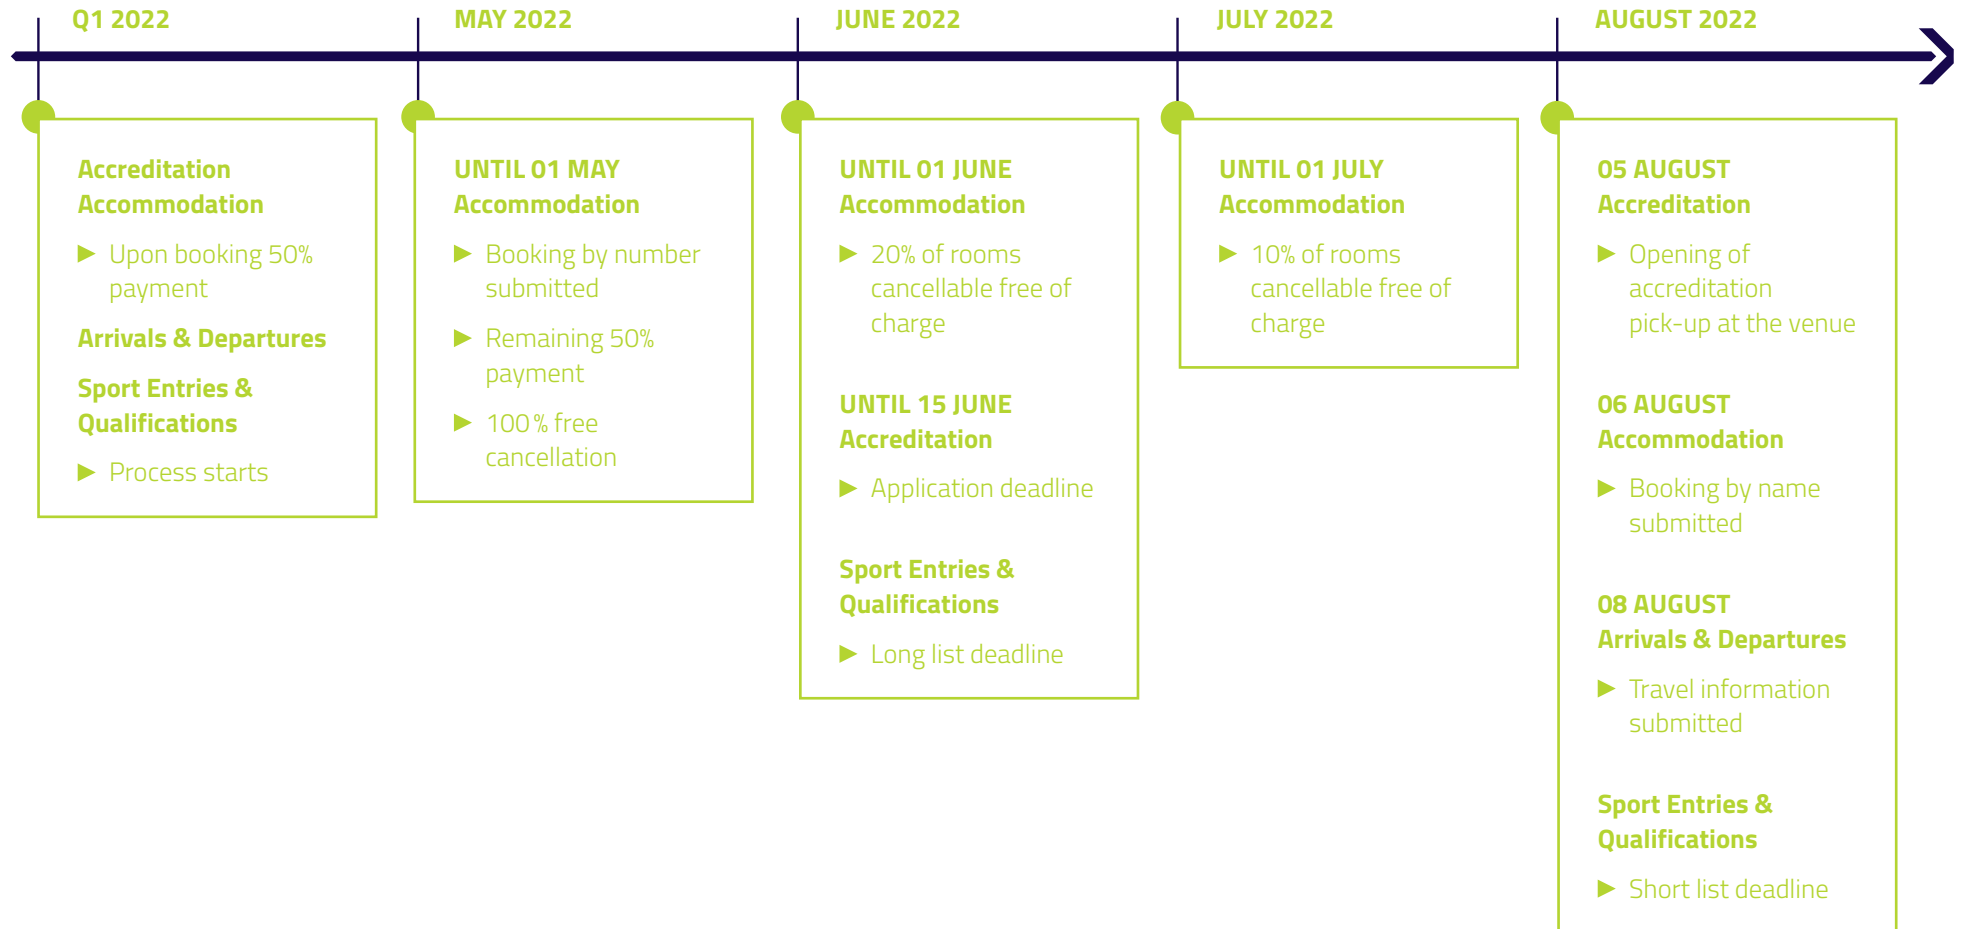 Q1 2022
MAY 2022
JUNE 2022
JULY 2022
AUGUST 2022
Accreditation
Accommodation
Upon booking 50%
payment
Arrivals & Departures
Sport Entries &
Qualifications
Process starts
UNTIL 01 MAY
Accommodation
Booking by number
submitted
Remaining 50%
payment
100% free
cancellation
UNTIL 01 JUNE
Accommodation
20% of rooms
cancellable free of
charge
UNTIL 15 JUNE
Accreditation
Application deadline
Sport Entries &
Qualifications
Long list deadline
UNTIL 01 JULY
Accommodation
10% of rooms
cancellable free of
charge
05 AUGUST
Accreditation
Opening of
accreditation
pick-up at the venue
06 AUGUST
Accommodation
Booking by name
submitted
08 AUGUST
Arrivals & Departures
Travel information
submitted
Sport Entries &
Qualifications
Short list deadline